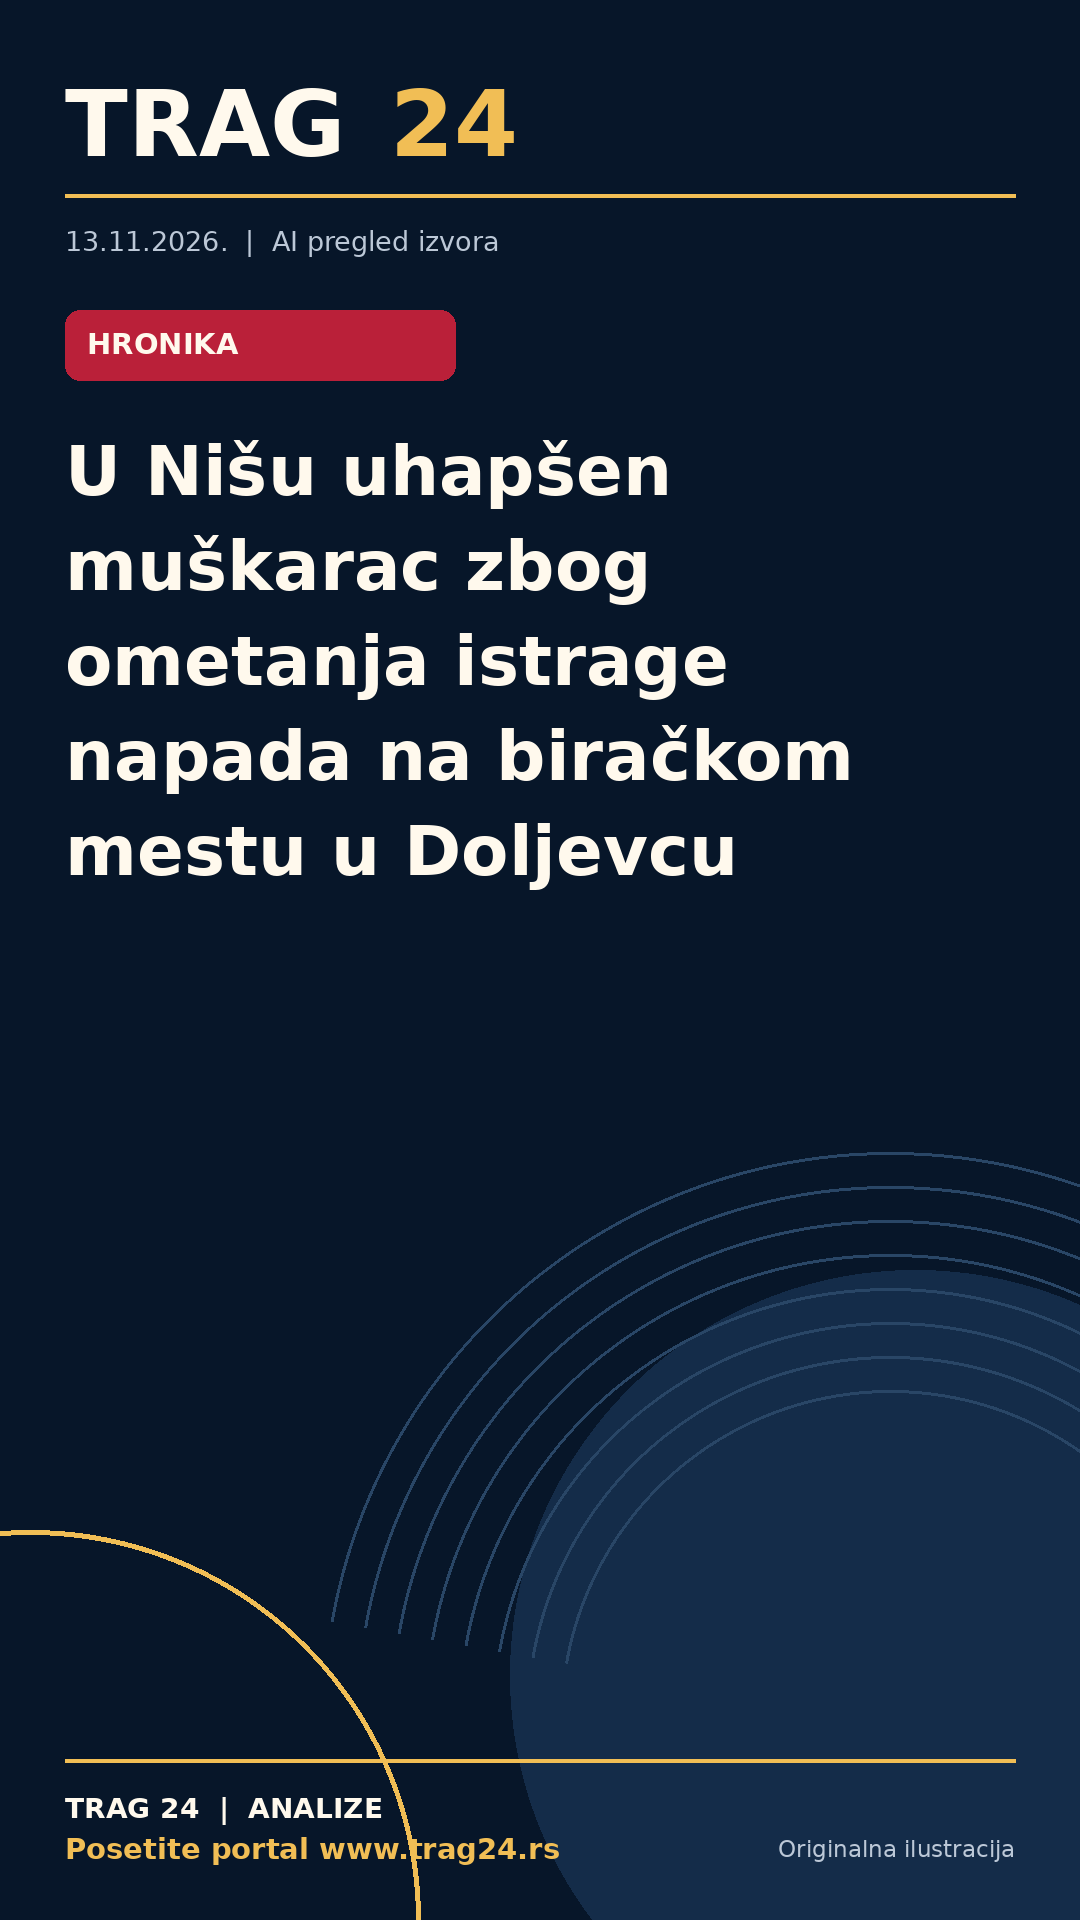 TRAG 24
13.11.2026. | AI pregled izvora
HRONIKA
U Nišu uhapšen
muškarac zbog
ometanja istrage
napada na biračkom
mestu u Doljevcu
TRAG 24 | ANALIZE
Posetite portal www.trag24.rs
Originalna ilustracija